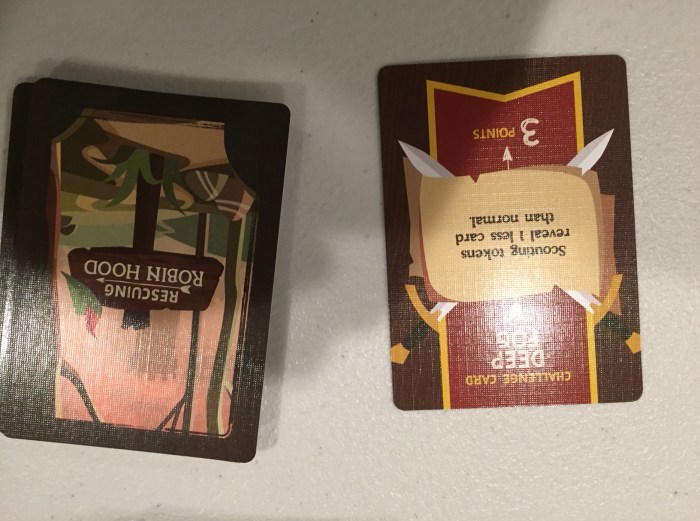 RESCUING
ROBIN HOOD
CHALLENGE CARD
DEEP
FOG
Scouting tokens
reveal 1 less card
than normal.
3
POINTS